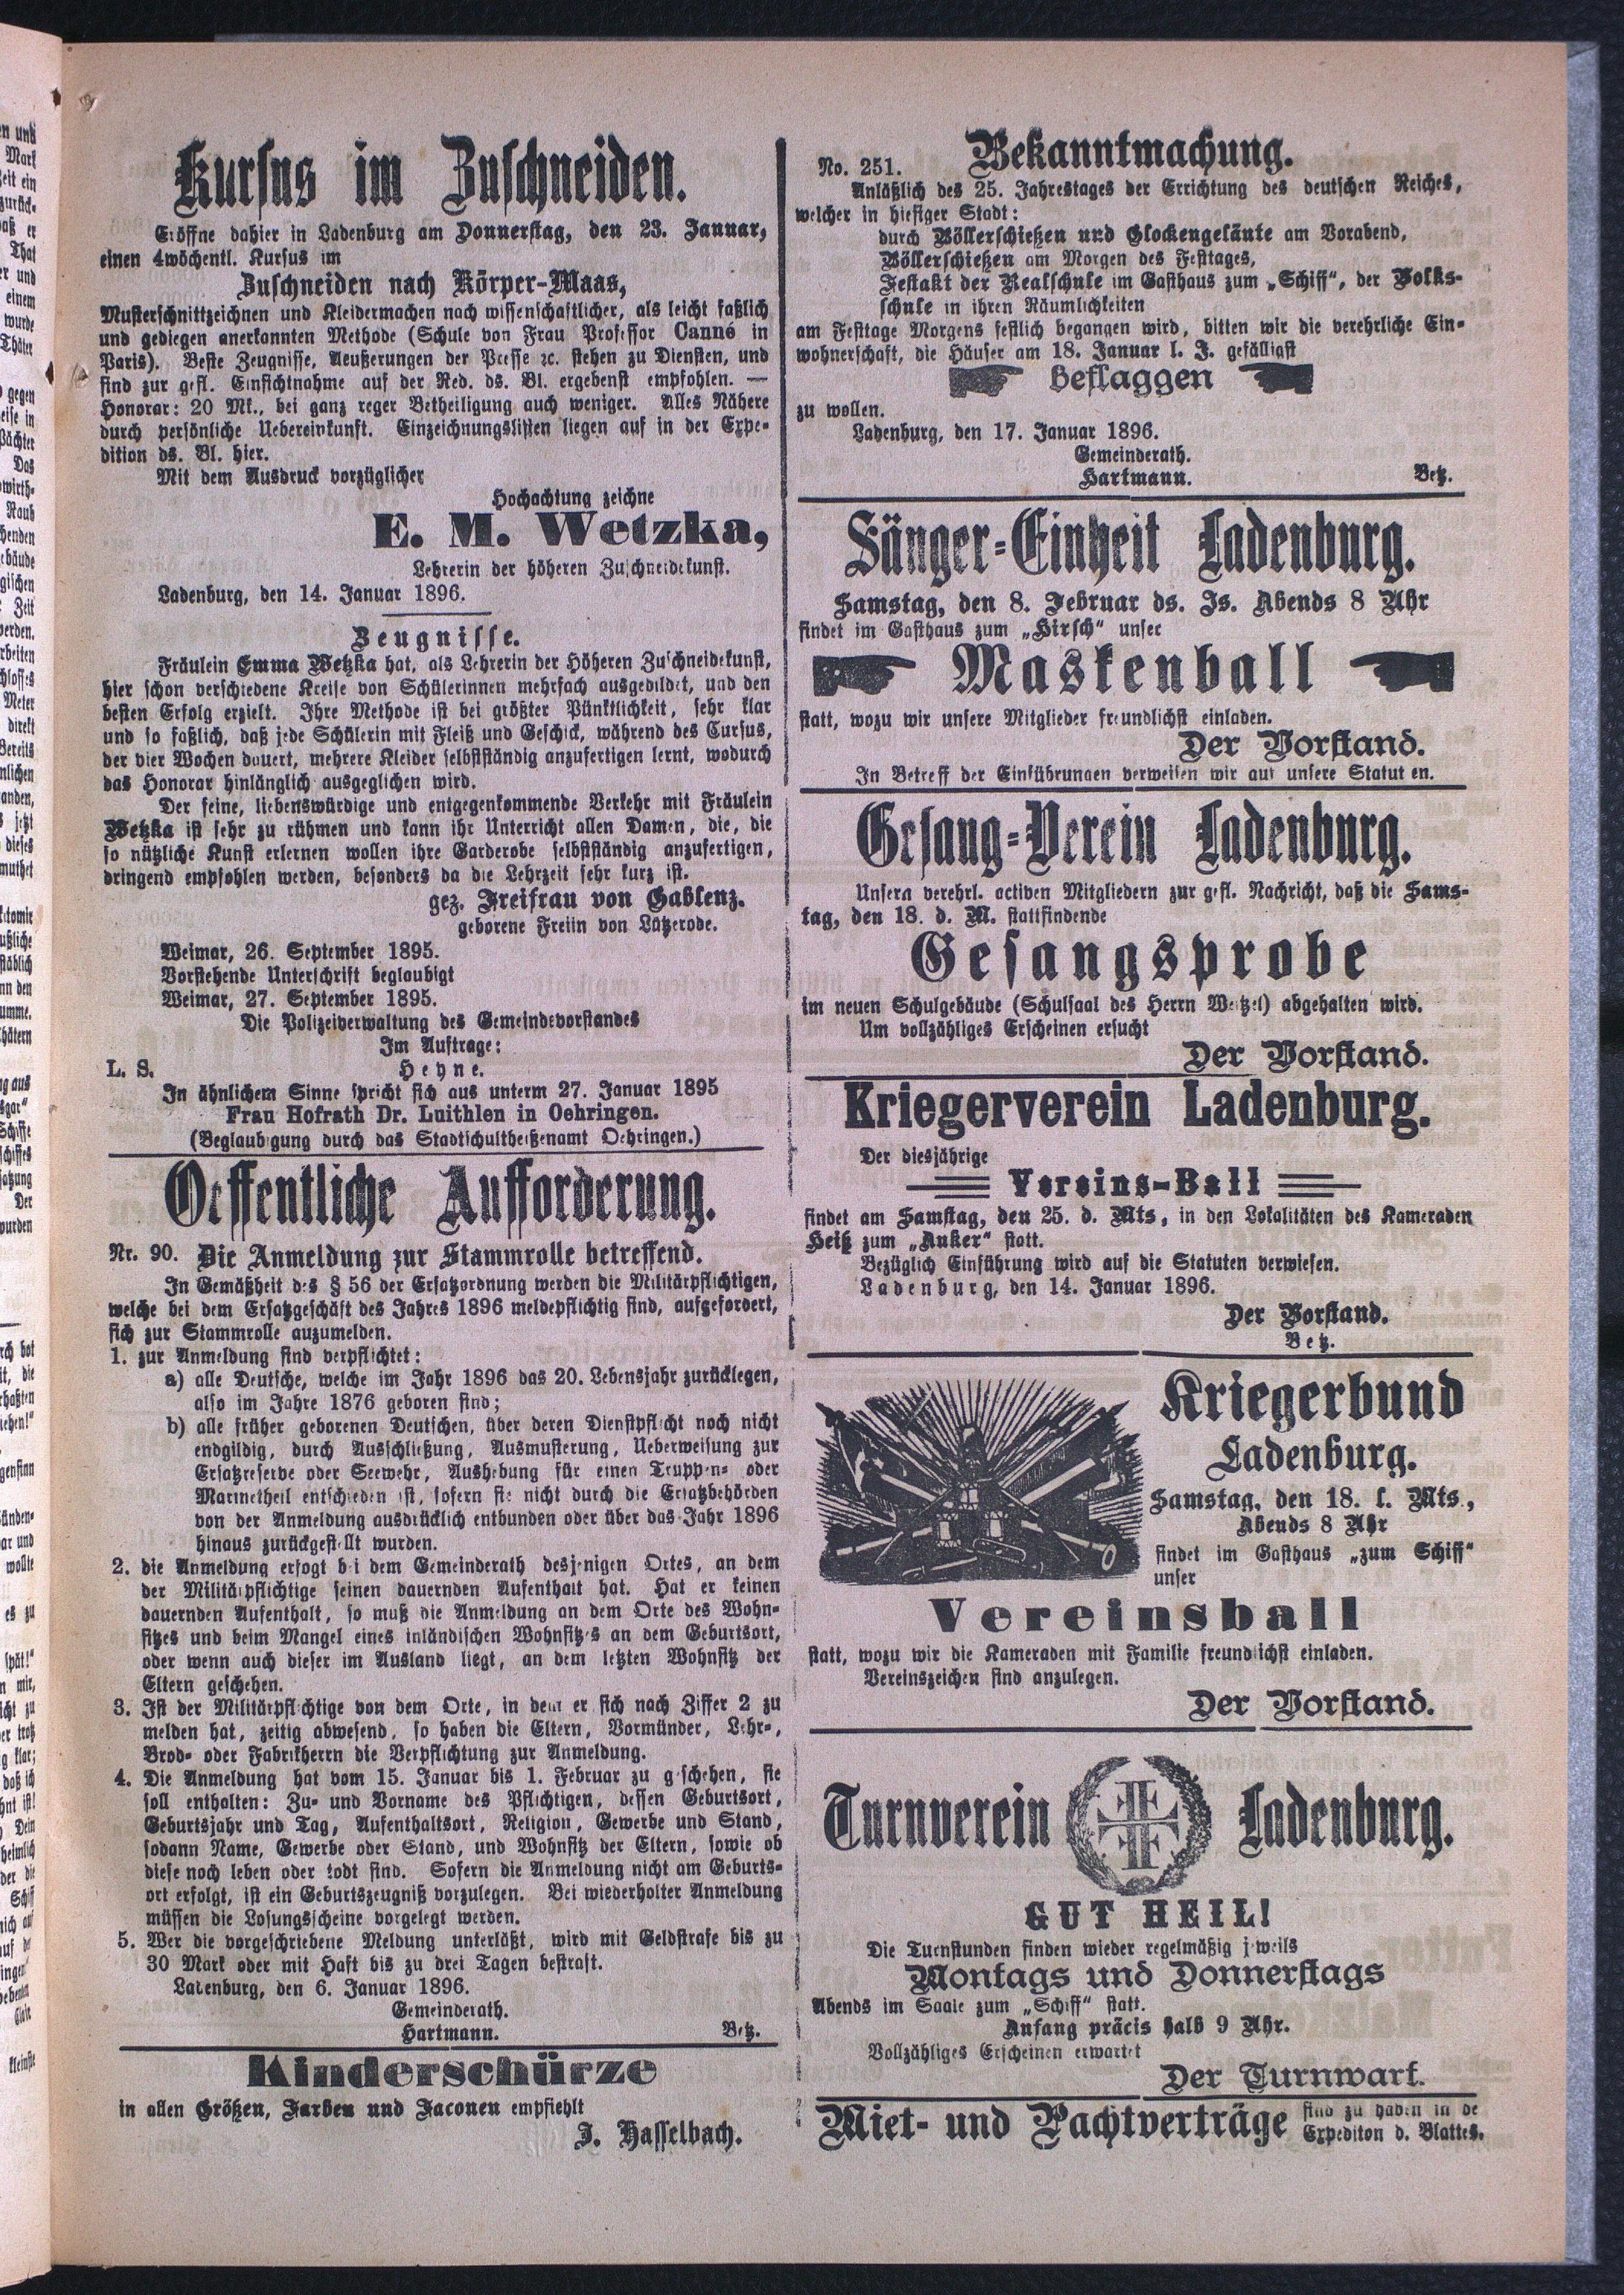 Kursus im Zuschneiden.
Eröffne dahier in Ladenburg am Donnerstag, den 23. Januar,
einen 4wöchentl. Kursus im
Zuschneiden nach Körper-Maas,
Musterschnittzeichnen und Kleidermachen nach wissenschaftlicher, als leicht faßlich
und gediegen anerkannten Methode (Schule von Frau Professor Canné in
Paris). Beste Zeugnisse, Aeußerungen der Presse ꝛc. stehen zu Diensten, und
sind zur gefl. Einsichtnahme auf der Red. ds. Bl. ergebenst empfohlen. —
Honorar: 20 Mk., bei ganz reger Betheiligung auch weniger. Alles Nähere
durch persönliche Uebereinkunft. Einzeichnungslisten liegen auf in der Expe-
dition ds. Bl. hier.
Mit dem Ausdruck vorzüglicher
Hochachtung zeichne
E. M. Wetzka,
Lehrerin der höheren Zuschneidekunst.
Ladenburg, den 14. Januar 1896.
Zeugnisse.
Fräulein Emma Wetzka hat, als Lehrerin der Höheren Zuschneidekunst,
hier schon verschiedene Kreise von Schülerinnen mehrfach ausgebildet, und den
besten Erfolg erzielt. Ihre Methode ist bei größter Pünktlichkeit, sehr klar
und so faßlich, daß jede Schülerin mit Fleiß und Geschick, während des Cursus,
der vier Wochen dauert, mehrere Kleider selbstständig anzufertigen lernt, wodurch
das Honorar hinlänglich ausgeglichen wird.
Der feine, liebenswürdige und entgegenkommende Verkehr mit Fräulein
Wetzka ist sehr zu rühmen und kann ihr Unterricht allen Damen, die, die
so nützliche Kunst erlernen wollen ihre Garderobe selbstständig anzufertigen,
dringend empfohlen werden, besonders da die Lehrzeit sehr kurz ist.
gez. Freifrau von Gablenz.
geborene Freiin von Lützerode.
Weimar, 26. September 1895.
Vorstehende Unterschrift beglaubigt
Weimar, 27. September 1895.
Die Polizeiverwaltung des Gemeindevorstandes
Im Auftrage:
L. S. Heyne.
In ähnlichem Sinne spricht sich aus unterm 27. Januar 1895
Frau Hofrath Dr. Luithlen in Oehringen.
(Beglaubigung durch das Stadtschultheißenamt Oehringen.)
Oeffentliche Aufforderung.
Nr. 90. Die Anmeldung zur Stammrolle betreffend.
In Gemäßheit des § 56 der Ersatzordnung werden die Militärpflichtigen,
welche bei dem Ersatzgeschäft des Jahres 1896 meldepflichtig sind, aufgefordert,
sich zur Stammrolle anzumelden.
1. zur Anmeldung sind verpflichtet:
a) alle Deutsche, welche im Jahr 1896 das 20. Lebensjahr zurücklegen,
also im Jahre 1876 geboren sind;
b) alle früher geborenen Deutschen, über deren Dienstpflicht noch nicht
endgildig, durch Ausschließung, Ausmusterung, Ueberweisung zur
Ersatzreserve oder Seewehr, Aushebung für einen Truppen- oder
Marinetheil entschieden ist, sofern sie nicht durch die Ersatzbehörden
von der Anmeldung ausdrücklich entbunden oder über das Jahr 1896
hinaus zurückgestellt wurden.
2. die Anmeldung erfogt bei dem Gemeinderath desjenigen Ortes, an dem
der Militärpflichtige seinen dauernden Aufenthalt hat. Hat er keinen
dauernden Aufenthalt, so muß die Anmeldung an dem Orte des Wohn-
sitzes und beim Mangel eines inländischen Wohnsitzes an dem Geburtsort,
oder wenn auch dieser im Ausland liegt, an dem letzten Wohnsitz der
Eltern geschehen.
3. Ist der Militärpflichtige von dem Orte, in dem er sich nach Ziffer 2 zu
melden hat, zeitig abwesend, so haben die Eltern, Vormünder, Lehr-,
Brod- oder Fabrikherrn die Verpflichtung zur Anmeldung.
4. Die Anmeldung hat vom 15. Januar bis 1. Februar zu geschehen, sie
soll enthalten: Zu- und Vorname des Pflichtigen, dessen Geburtsort,
Geburtsjahr und Tag, Aufenthaltsort, Religion, Gewerbe und Stand,
sodann Name, Gewerbe oder Stand, und Wohnsitz der Eltern, sowie ob
diese noch leben oder todt sind. Sofern die Anmeldung nicht am Geburts-
ort erfolgt, ist ein Geburtszeugniß vorzulegen. Bei wiederholter Anmeldung
müssen die Losungsscheine vorgelegt werden.
5. Wer die vorgeschriebene Meldung unterläßt, wird mit Geldstrafe bis zu
30 Mark oder mit Haft bis zu drei Tagen bestraft.
Ladenburg, den 6. Januar 1896.
Gemeinderath.
Hartmann. Betz.
Kinderschürze
in allen Größen, Farben und Faconen empfiehlt
J. Hasselbach.
Bekanntmachung.
No. 251.
Anläßlich des 25. Jahrestages der Errichtung des deutschen Reiches,
welcher in hiesiger Stadt:
durch Böllerschießen und Glockengeläute am Vorabend,
Böllerschießen am Morgen des Festtages,
Festakt der Realschule im Gasthaus zum „Schiff“, der Volks-
schule in ihren Räumlichkeiten
am Festtage Morgens festlich begangen wird, bitten wir die verehrliche Ein-
wohnerschaft, die Häuser am 18. Januar l. J. gefälligst
beflaggen
zu wollen.
Ladenburg, den 17. Januar 1896.
Gemeinderath.
Hartmann. Betz.
Sänger-Einheit Ladenburg.
Samstag, den 8. Februar ds. Js. Abends 8 Uhr
findet im Gasthaus zum „Hirsch“ unser
Maskenball
statt, wozu wir unsere Mitglieder freundlichst einladen.
Der Vorstand.
In Betreff der Einführungen verweisen wir auf unsere Statut en.
Gesang-Verein Ladenburg.
Unsern verehrl. activen Mitgliedern zur gefl. Nachricht, daß die Sams-
tag, den 18. d. M. stattfindende
Gesangsprobe
im neuen Schulgebäude (Schulsaal des Herrn Weitzel) abgehalten wird.
Um vollzähliges Erscheinen ersucht
Der Vorstand.
Kriegerverein Ladenburg.
Der diesjährige
Vereins-Ball
findet am Samstag, den 25. d. Mts, in den Lokalitäten des Kameraden
Heiß zum „Anker“ statt.
Bezüglich Einführung wird auf die Statuten verwiesen.
Ladenburg, den 14. Januar 1896.
Der Vorstand.
Betz.
Kriegerbund
Ladenburg.
Samstag, den 18. l. Mts.,
Abends 8 Uhr
findet im Gasthaus „zum Schiff“
unser
Vereinsball
statt, wozu wir die Kameraden mit Familie freundlichst einladen.
Vereinszeichen sind anzulegen.
Der Vorstand.
Turnverein Ladenburg.
GUT HEIL!
Die Turnstunden finden wieder regelmäßig jeweils
Montags und Donnerstags
Abends im Saale zum „Schiff“ statt.
Anfang präcis halb 9 Uhr.
Vollzähliges Erscheinen erwartet
Der Turnwart.
Miet- und Pachtverträge sind zu haben in de
Expediton d. Blattes.